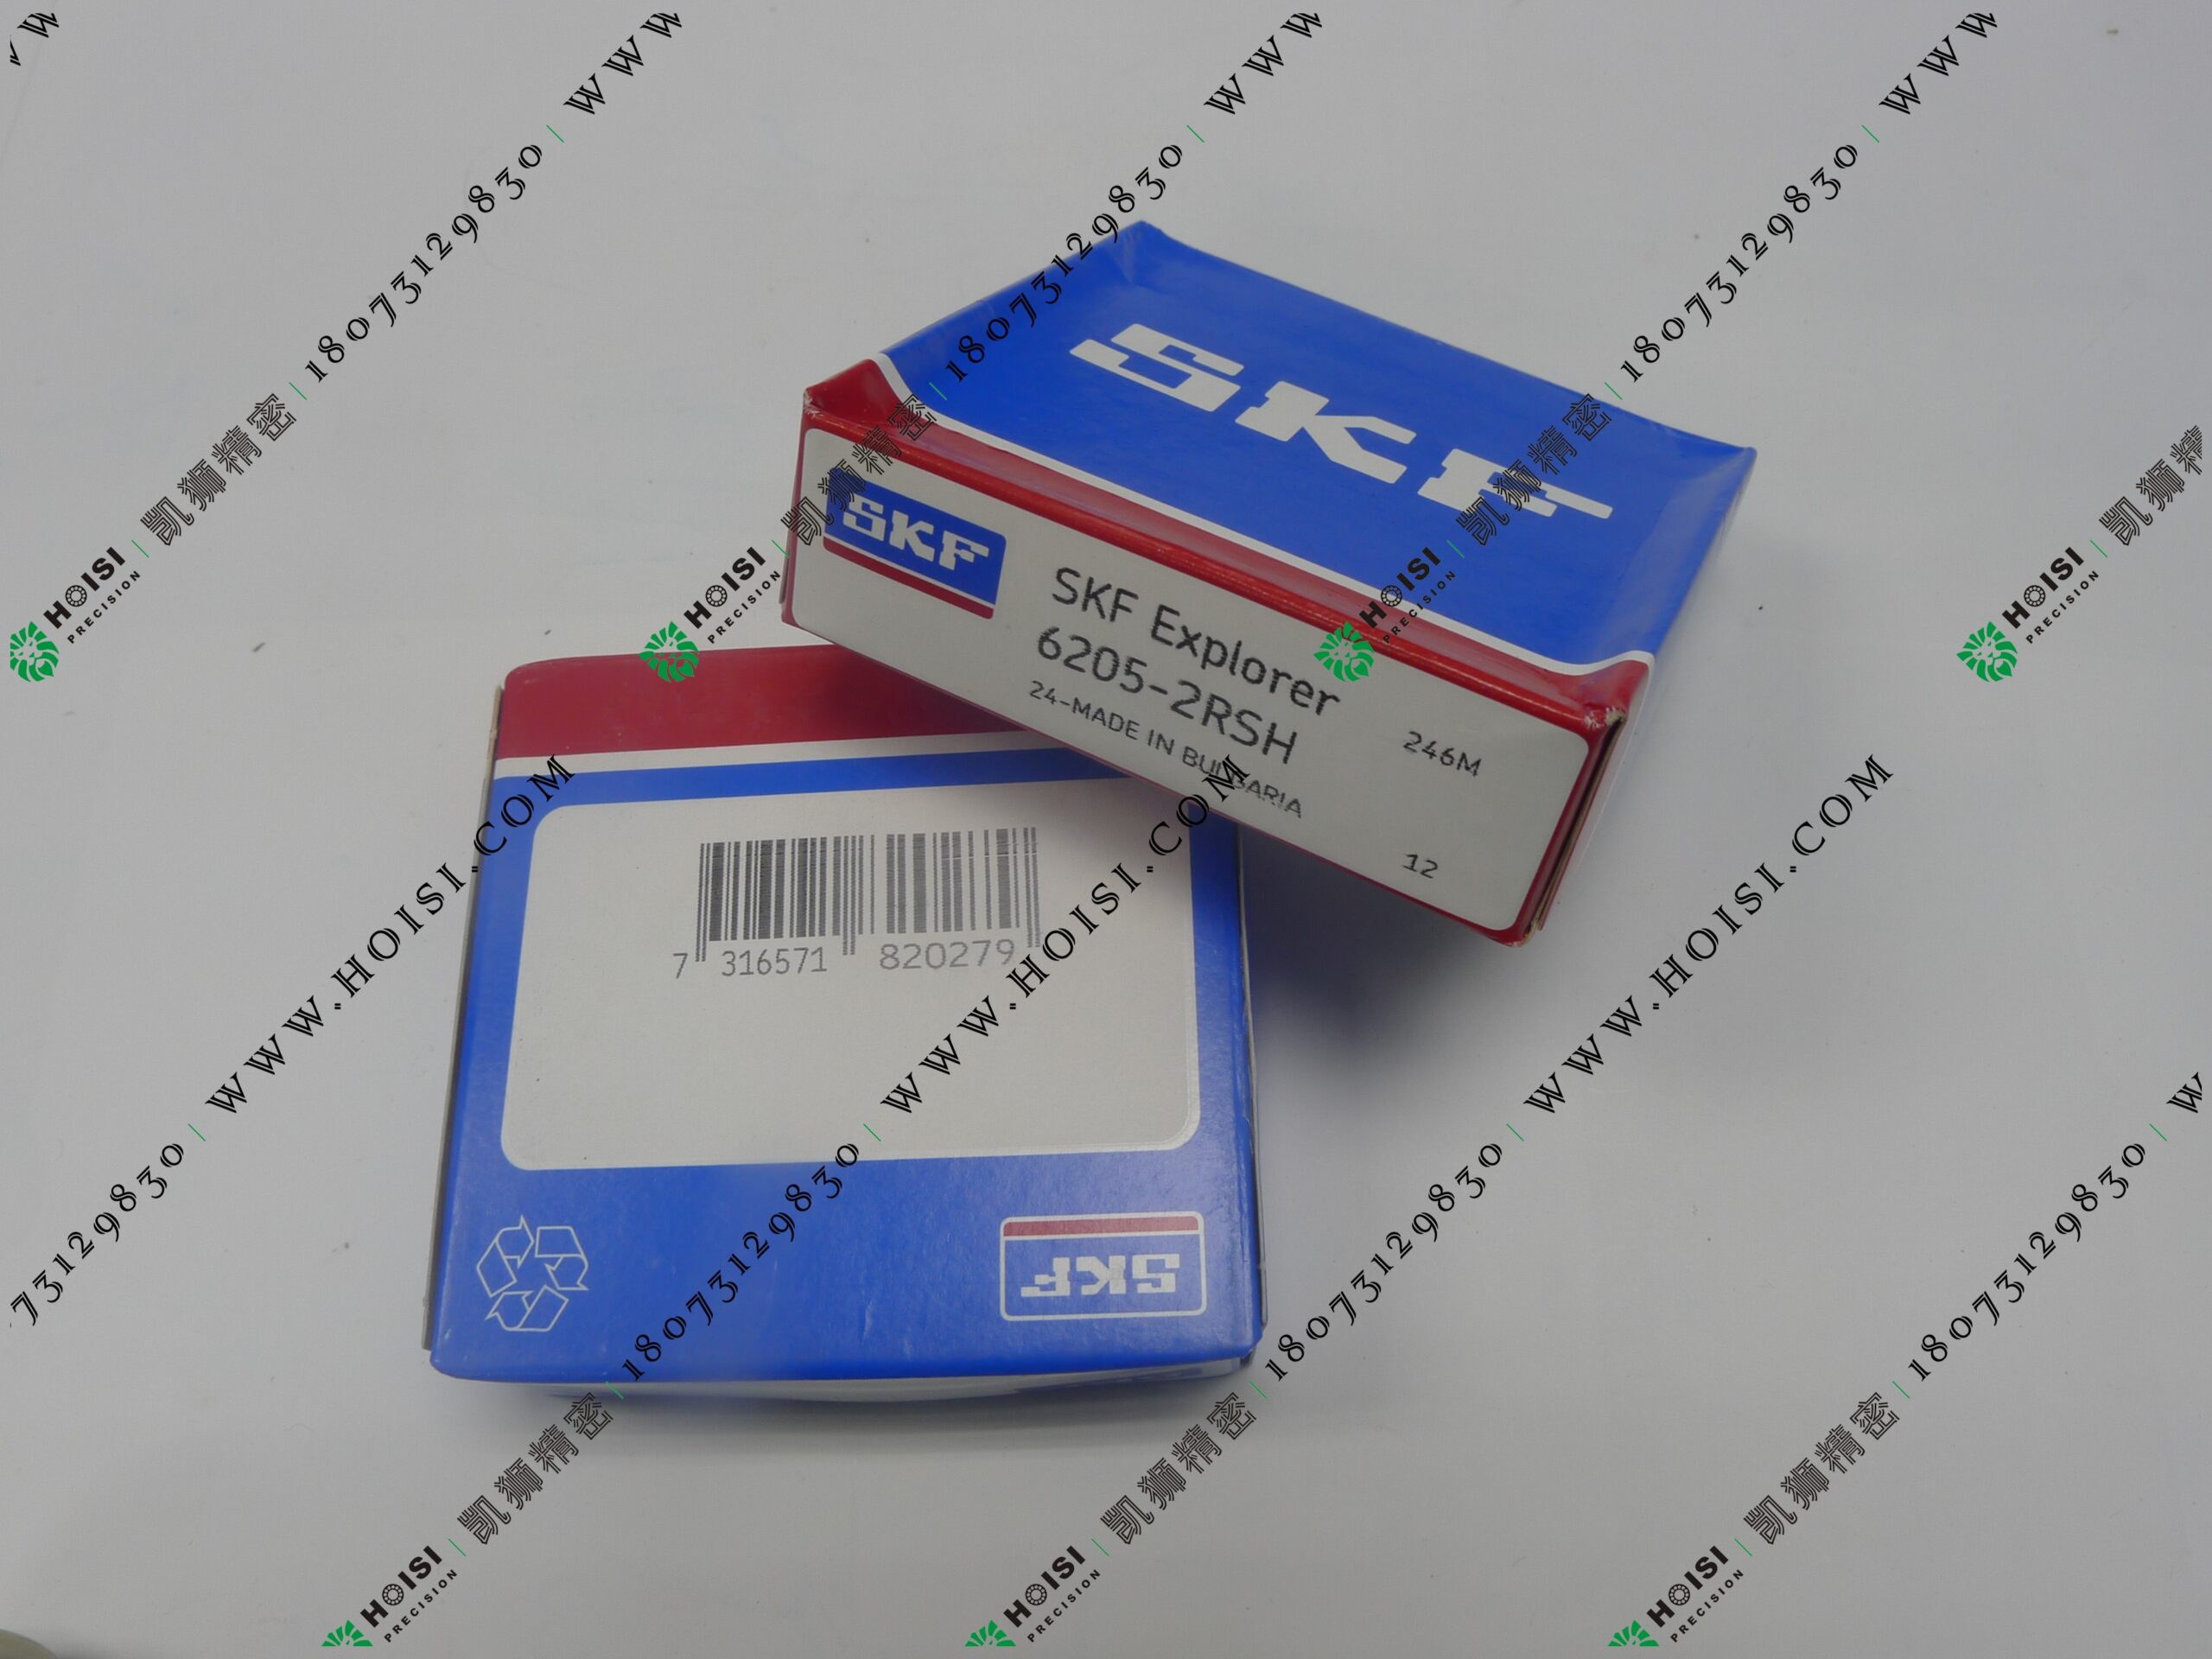 SKF
SKF
SKF Explorer
6205-2RSH
24-MADE IN BULGARIA
246M
12
7 316571 820279
SKF
HOISI PRECISION | 凯狮精密 | 18073129830 | WWW.HOISI.COM